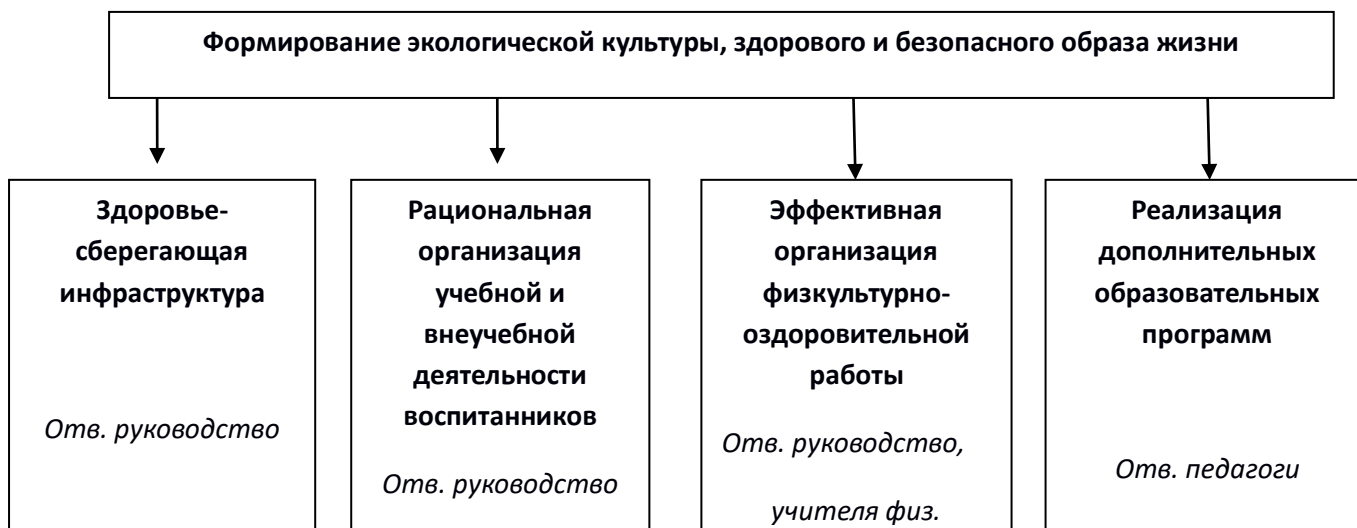 Формирование экологической культуры, здорового и безопасного образа жизни
Здоровье-
сберегающая
инфраструктура
Отв. руководство
Рациональная
организация
учебной и
внеучебной
деятельности
воспитанников
Отв. руководство
Эффективная
организация
физкультурно-
оздоровительной
работы
Отв. руководство,
учителя физ.
Реализация
дополнительных
образовательных
программ
Отв. педагоги